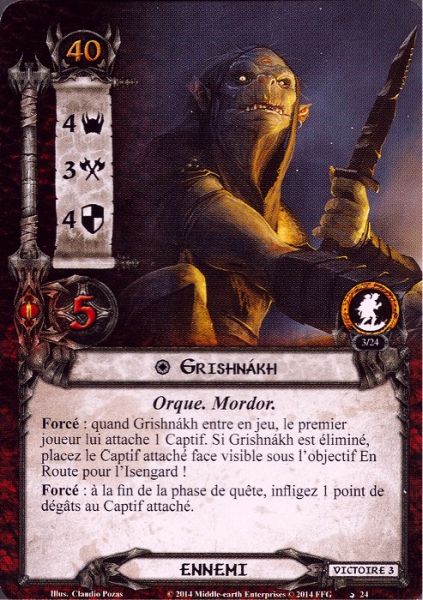 40
4
3
4
5
3/24
Grishnákh
Orque. Mordor.
Forcé : quand Grishnákh entre en jeu, le premier
joueur lui attache 1 Captif. Si Grishnákh est éliminé,
placez le Captif attaché face visible sous l'objectif En
Route pour l'Isengard !
Forcé : à la fin de la phase de quête, infligez 1 point de
dégâts au Captif attaché.
ENNEMI
VICTOIRE 3
Illus. Claudio Pozas
© 2014 Middle-earth Enterprises © 2014 FFG
24